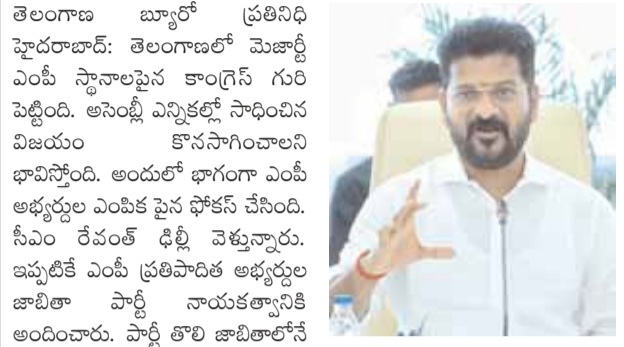 తెలంగాణ బ్యూరో ప్రతినిధి
హైదరాబాద్: తెలంగాణలో మెజార్టీ
ఎంపీ స్థానాలపైన కాంగ్రెస్ గురి
పెట్టింది. అసెంబ్లీ ఎన్నికల్లో సాధించిన
విజయం కొనసాగించాలని
భావిస్తోంది. అందులో భాగంగా ఎంపీ
అభ్యర్దుల ఎంపిక పైన ఫోకస్ చేసింది.
సీఎం రేవంత్ ఢిల్లీ వెళ్తున్నారు.
ఇప్పటికే ఎంపీ ప్రతిపాదిత అభ్యర్దుల
జాబితా పార్టీ నాయకత్వానికి
అందించారు. పార్టీ తొలి జాబితాలోనే